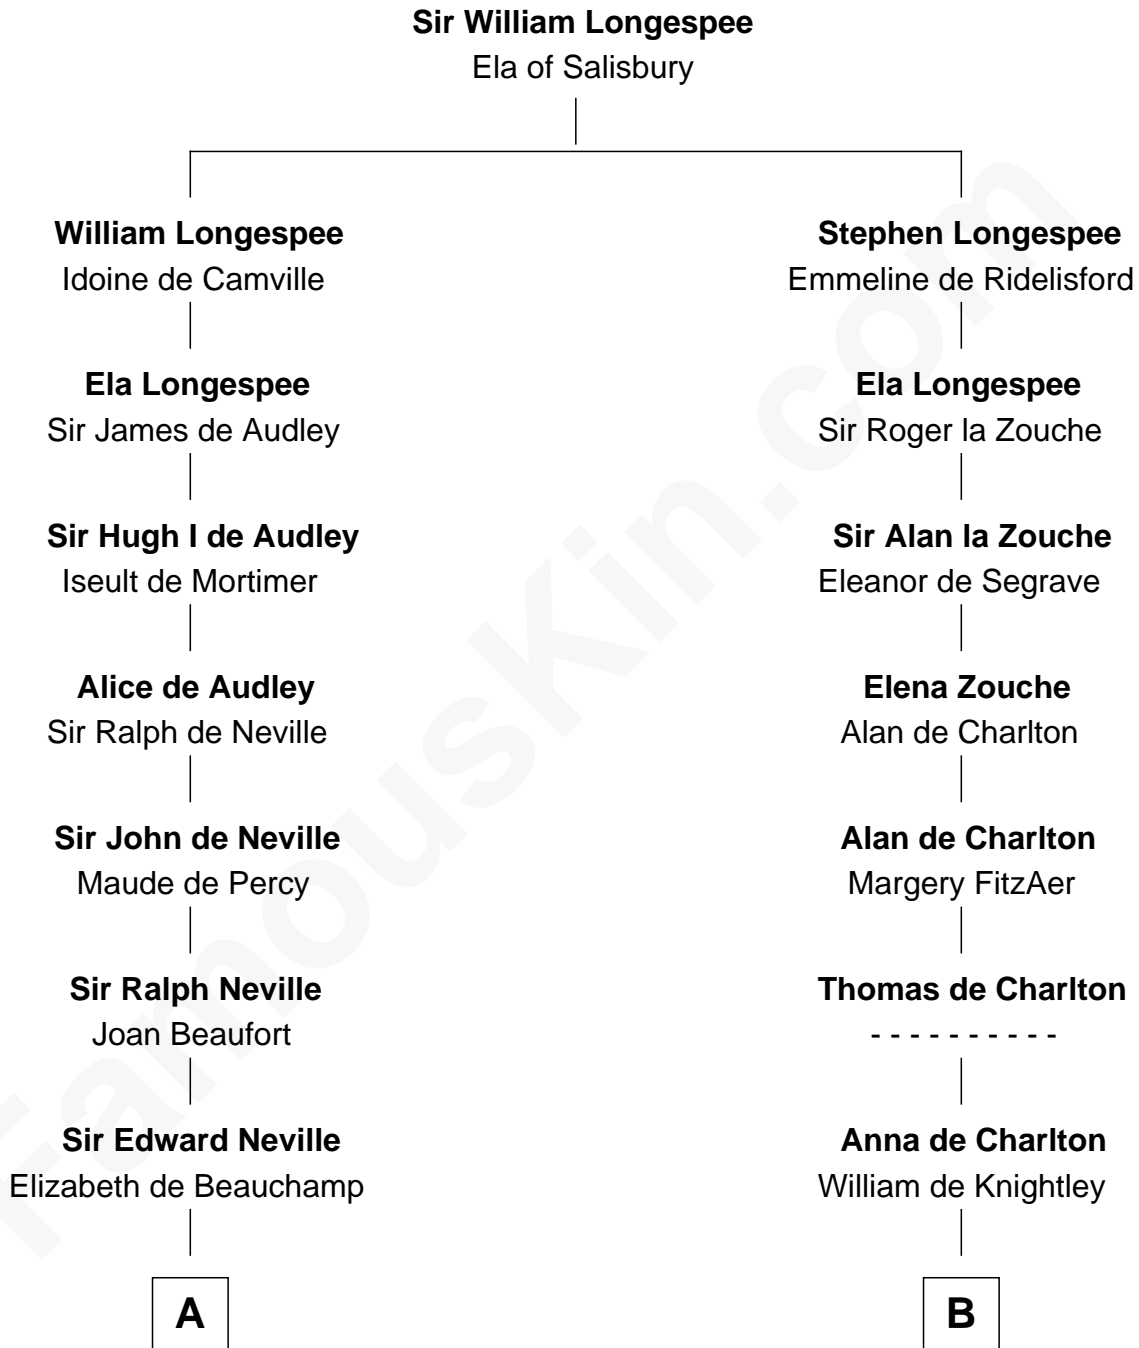 Sir William Longespee
Ela of Salisbury
William Longespee
Idoine de Camville
Stephen Longespee
Emmeline de Ridelisford
Ela Longespee
Sir James de Audley
Ela Longespee
Sir Roger la Zouche
Sir Hugh I de Audley
Iseult de Mortimer
Sir Alan la Zouche
Eleanor de Segrave
Alice de Audley
Sir Ralph de Neville
Elena Zouche
Alan de Charlton
Sir John de Neville
Maude de Percy
Alan de Charlton
Margery FitzAer
Sir Ralph Neville
Joan Beaufort
Thomas de Charlton
- - - - - - - - - -
Sir Edward Neville
Elizabeth de Beauchamp
Anna de Charlton
William de Knightley
A
B
FamousKin.com